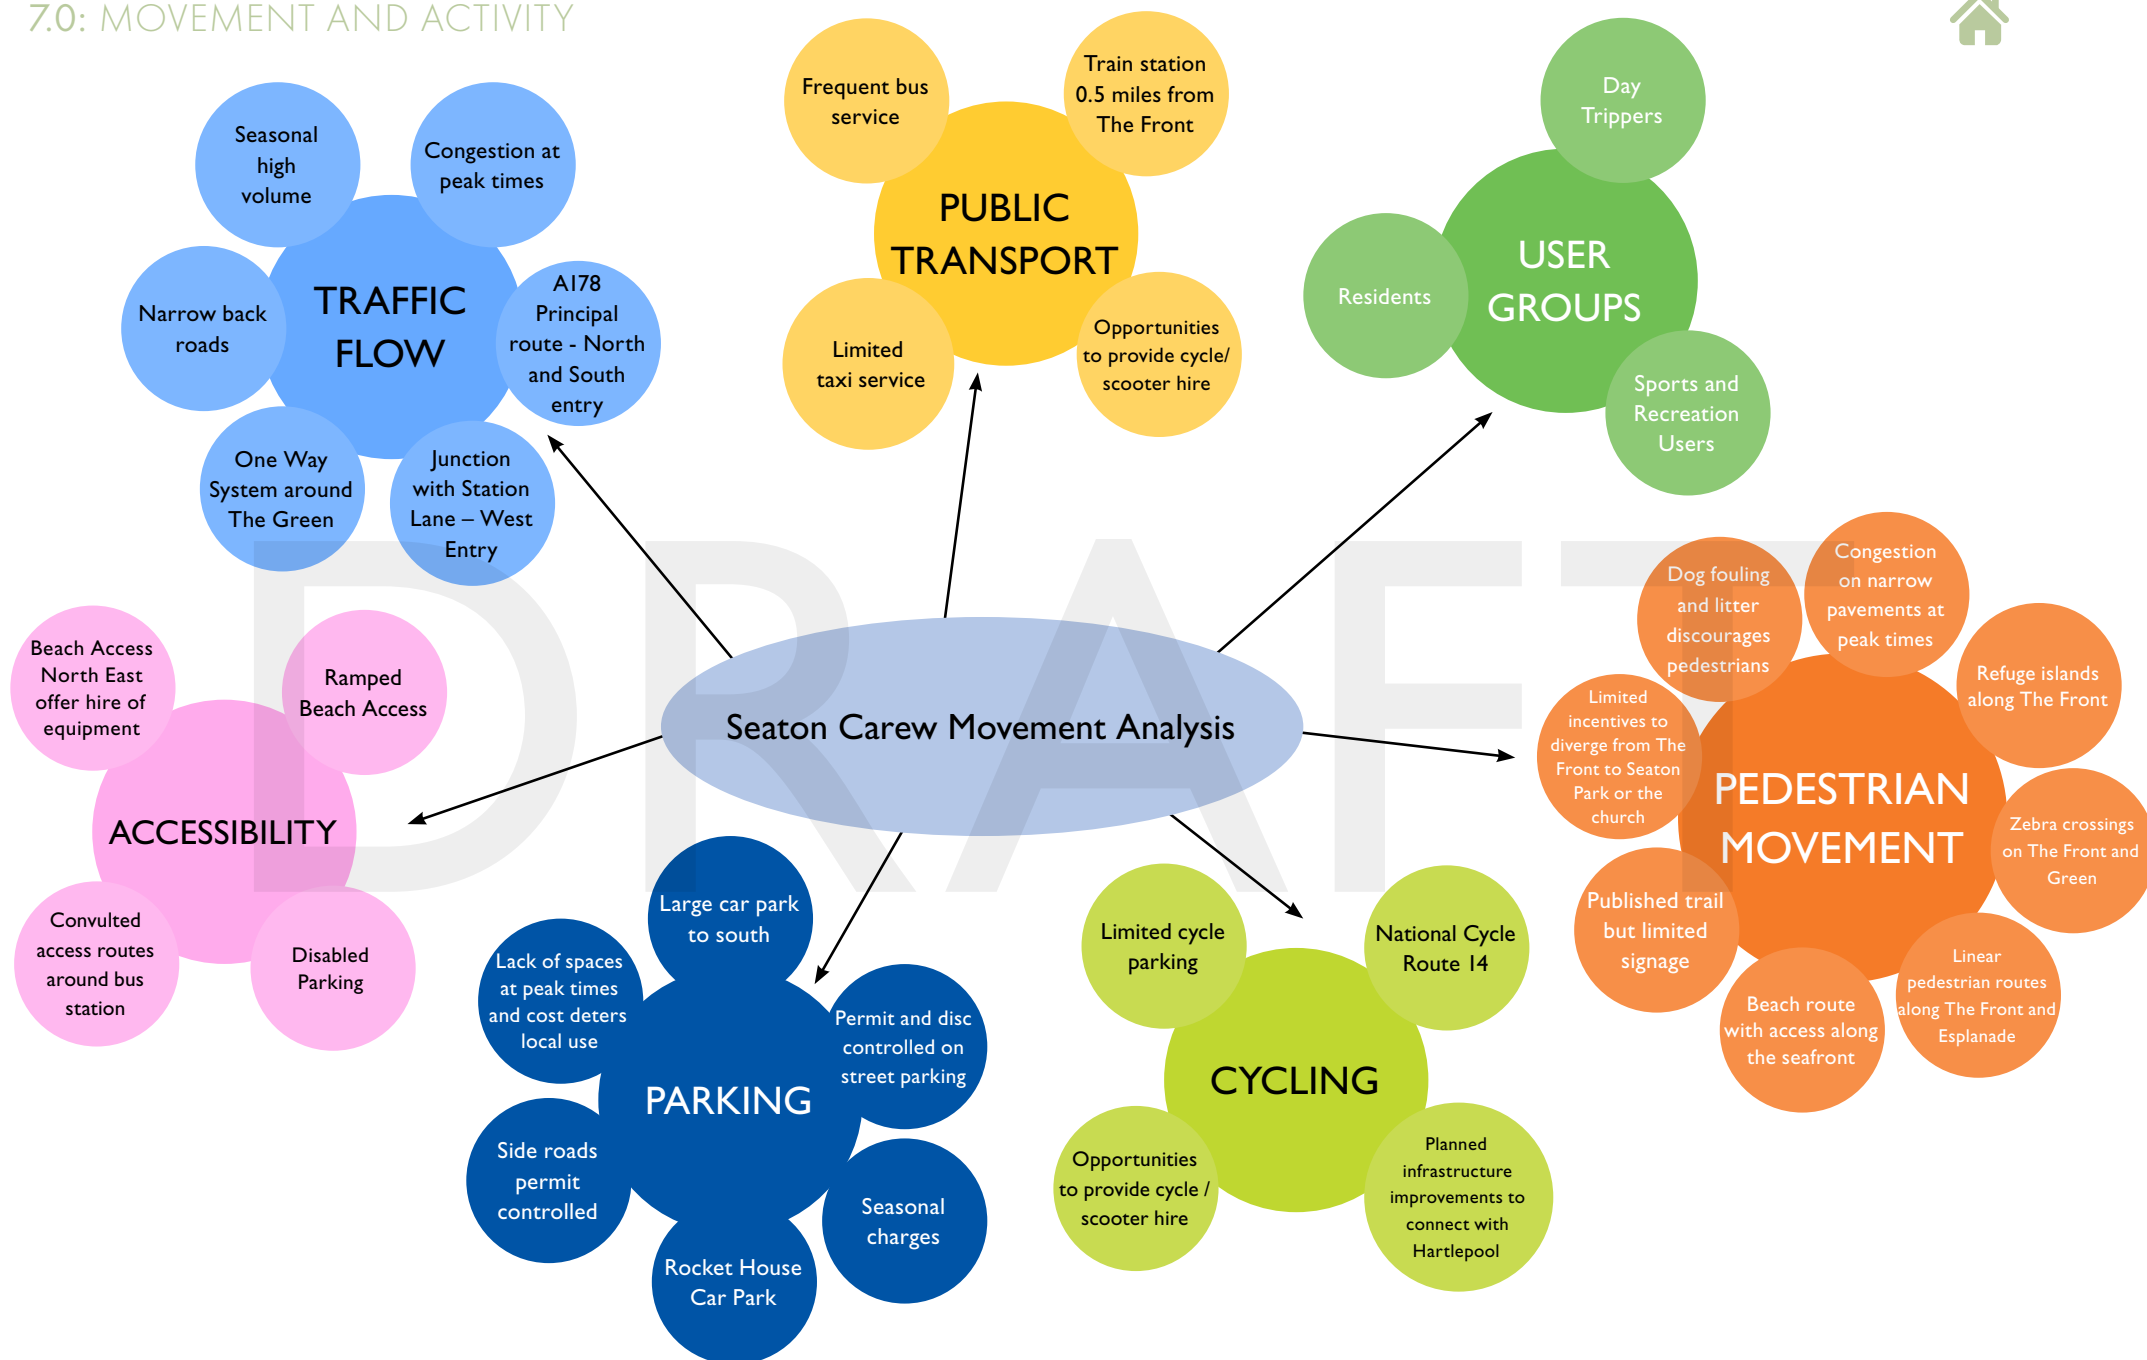 7.0: MOVEMENT AND ACTIVITY
Seasonal
high
volume
Congestion at
peak times
Narrow back
roads
TRAFFIC
FLOW
A178
Principal
route - North
and South
entry
One Way
System around
The Green
Junction
with Station
Lane – West
Entry
Frequent bus
service
Train station
0.5 miles from
The Front
PUBLIC
TRANSPORT
Limited
taxi service
Opportunities
to provide cycle/
scooter hire
Day
Trippers
Residents
USER
GROUPS
Sports and
Recreation
Users
DRAFT
Seaton Carew Movement Analysis
Beach Access
North East
offer hire of
equipment
Ramped
Beach Access
ACCESSIBILITY
Convulted
access routes
around bus
station
Disabled
Parking
Large car park
to south
Lack of spaces
at peak times
and cost deters
local use
Permit and disc
controlled on
street parking
PARKING
Side roads
permit
controlled
Seasonal
charges
Rocket House
Car Park
Limited cycle
parking
National Cycle
Route 14
CYCLING
Opportunities
to provide cycle /
scooter hire
Planned
infrastructure
improvements to
connect with
Hartlepool
Dog fouling
and litter
discourages
pedestrians
Congestion
on narrow
pavements at
peak times
Refuge islands
along The Front
Limited
incentives to
diverge from The
Front to Seaton
Park or the
church
PEDESTRIAN
MOVEMENT
Zebra crossings
on The Front and
Green
Published trail
but limited
signage
Beach route
with access along
the seafront
Linear
pedestrian routes
along The Front and
Esplanade